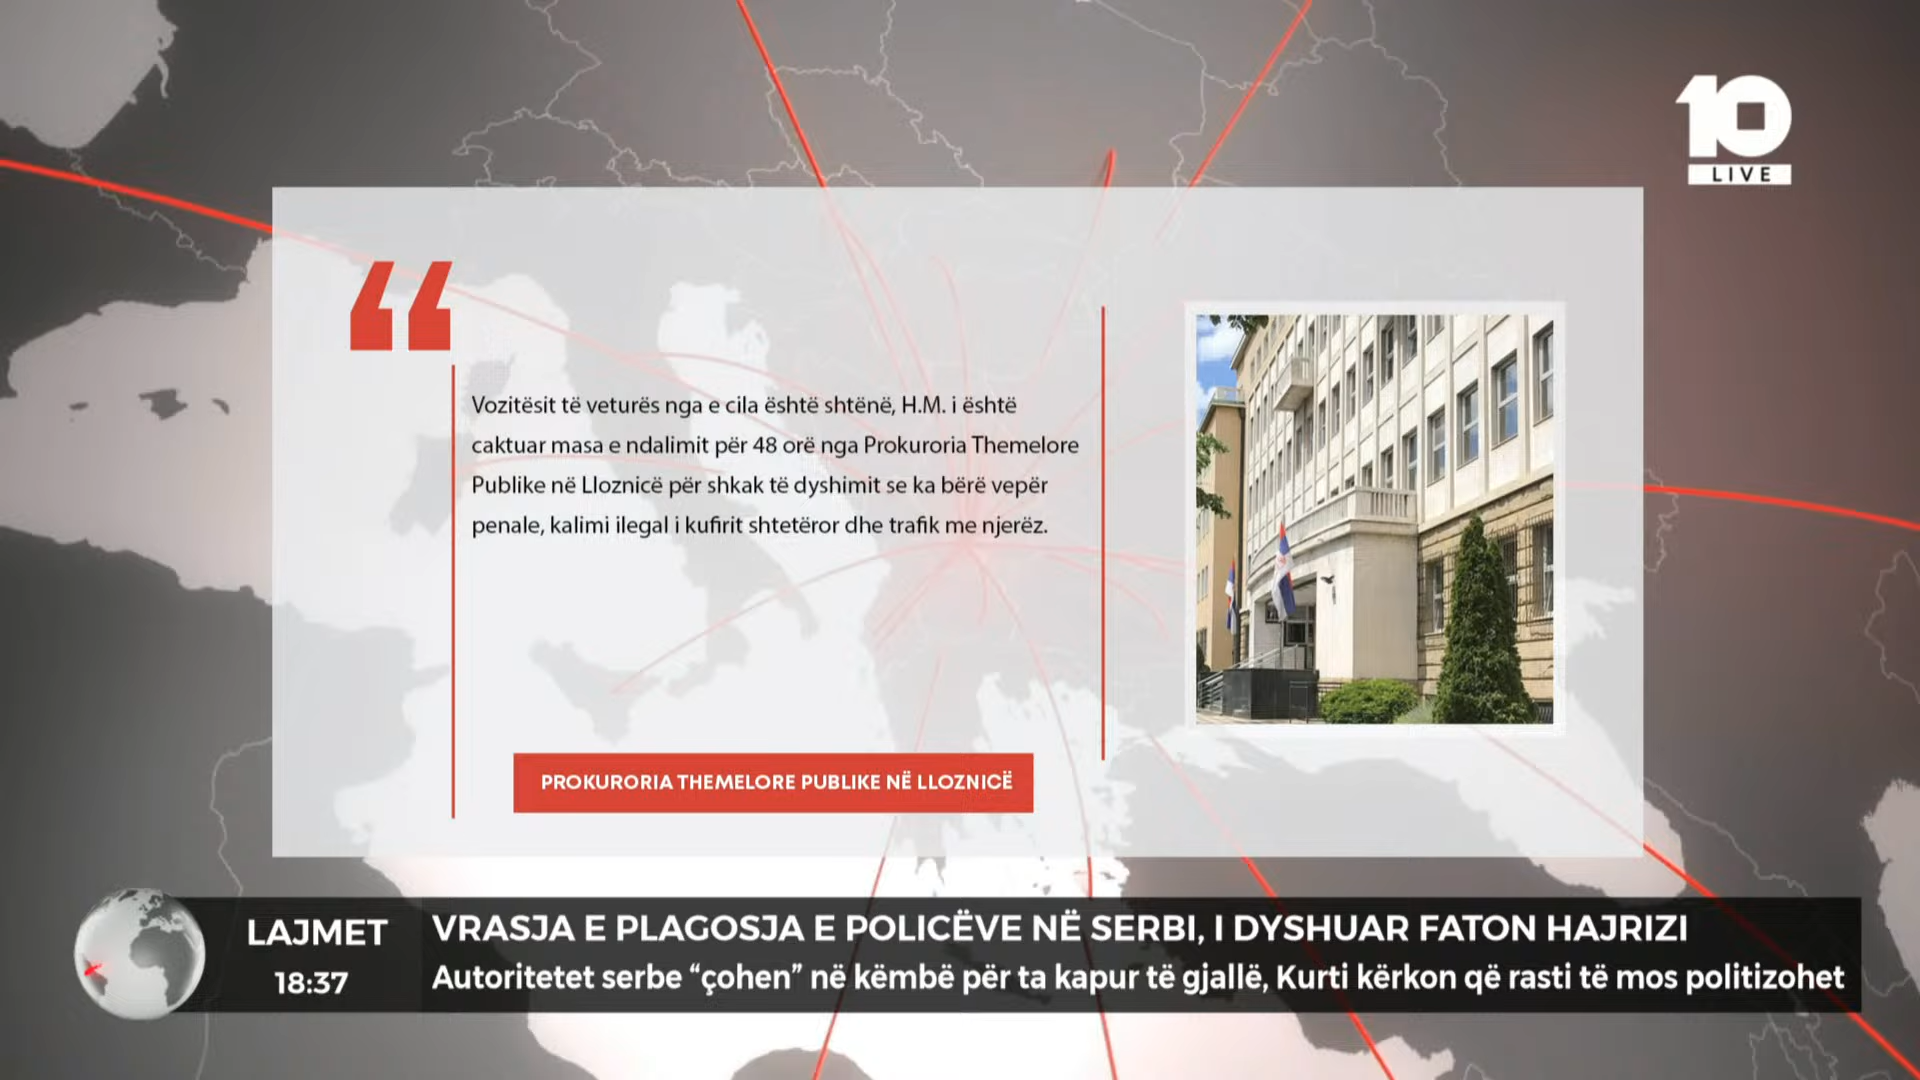 10
LIVE
“
Vozitësit të veturës nga e cila është shtënë, H.M. i është
caktuar masa e ndalimit për 48 orë nga Prokuroria Themelore
Publike në Lloznicë për shkak të dyshimit se ka bërë vepër
penale, kalimi ilegal i kufirit shtetëror dhe trafik me njerëz.
PROKURORIA THEMELORE PUBLIKE NË LLOZNICË
LAJMET
18:37
VRASJA E PLAGOSJA E POLICËVE NË SERBI, I DYSHUAR FATON HAJRIZI
Autoritetet serbe “çohen” në këmbë për ta kapur të gjallë, Kurti kërkon që rasti të mos politizohet